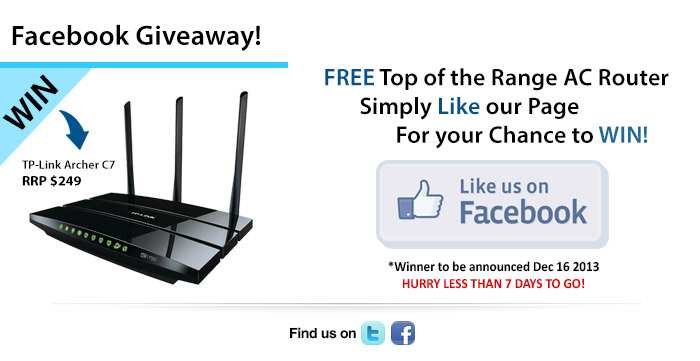 Facebook Giveaway!
WIN
TP-Link Archer C7
RRP $249
TP-LINK
FREE Top of the Range AC Router
Simply Like our Page
For your Chance to WIN!
Like us on
Facebook
*Winner to be announced Dec 16 2013
HURRY LESS THAN 7 DAYS TO GO!
Find us on